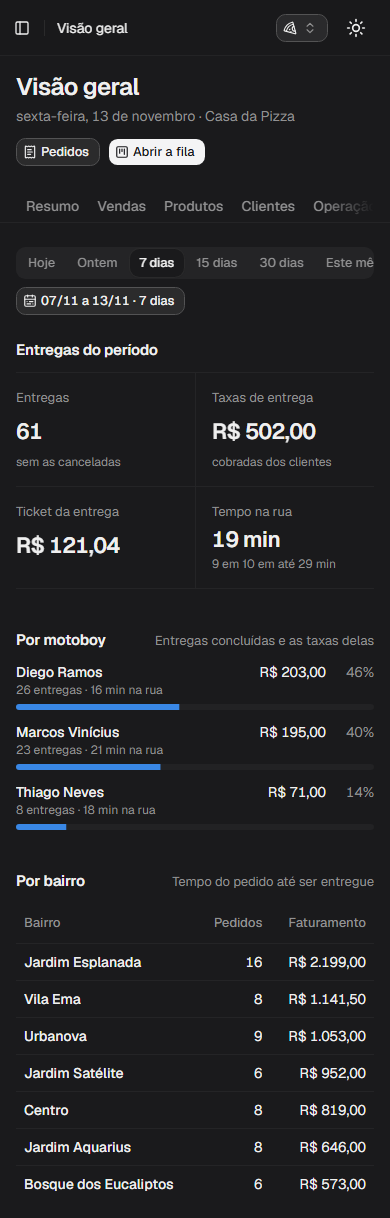 Visão geral
Visão geral
sexta-feira, 13 de novembro · Casa da Pizza
Pedidos
Abrir a fila
Resumo Vendas Produtos Clientes Operaçã
Hoje Ontem 7 dias 15 dias 30 dias Este mê
07/11 a 13/11 · 7 dias
Entregas do período
Entregas
61
sem as canceladas
Taxas de entrega
R$ 502,00
cobradas dos clientes
Ticket da entrega
R$ 121,04
Tempo na rua
19 min
9 em 10 em até 29 min
Por motoboy Entregas concluídas e as taxas delas
Diego Ramos R$ 203,00 46%
26 entregas · 16 min na rua
Marcos Vinícius R$ 195,00 40%
23 entregas · 21 min na rua
Thiago Neves R$ 71,00 14%
8 entregas · 18 min na rua
Por bairro Tempo do pedido até ser entregue
Bairro Pedidos Faturamento
Jardim Esplanada 16 R$ 2.199,00
Vila Ema 8 R$ 1.141,50
Urbanova 9 R$ 1.053,00
Jardim Satélite 6 R$ 952,00
Centro 8 R$ 819,00
Jardim Aquarius 8 R$ 646,00
Bosque dos Eucaliptos 6 R$ 573,00